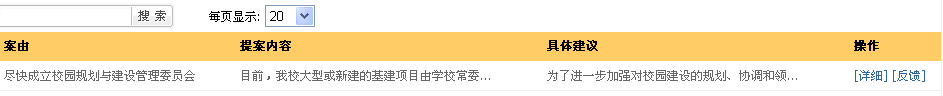 搜 索 每页显示: 20
案由 提案内容 具体建议 操作
尽快成立校园规划与建设管理委员会 目前，我校大型或新建的基建项目由学校常委... 为了进一步加强对校园建设的规划、协调和领... [详细] [反馈]